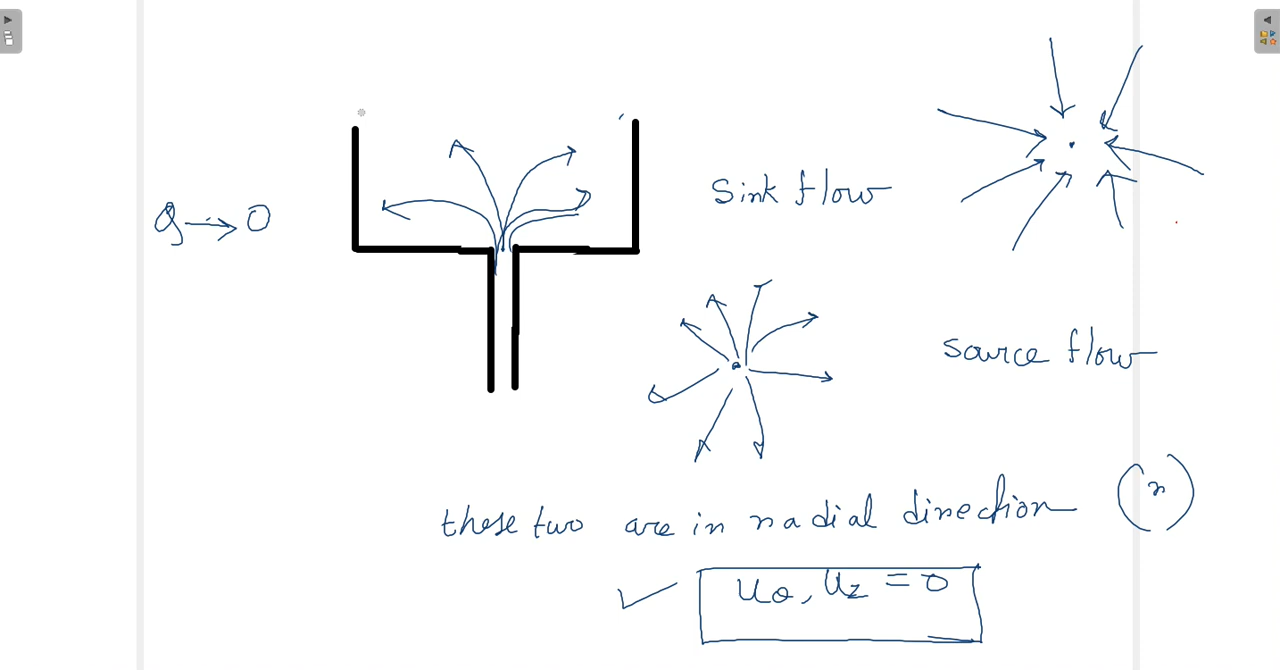 Sink flow
g → 0
source flow
these two are in radial direction (r)
uθ, uz = 0